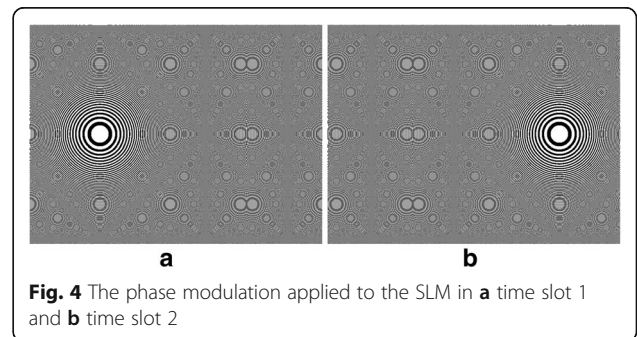 a
b
Fig. 4 The phase modulation applied to the SLM in a time slot 1
and b time slot 2